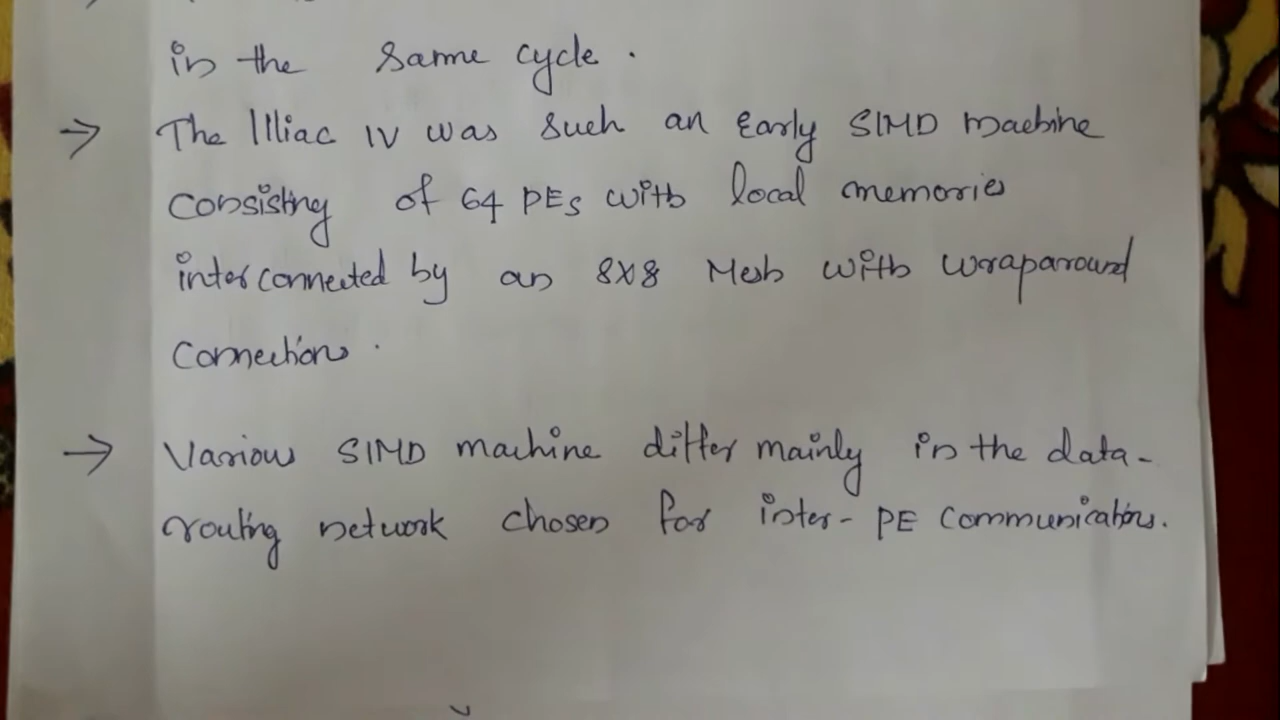 in the same cycle.
→ The Illiac IV was such an Early SIMD machine
consisting of 64 PEs with local memories
interconnected by an 8x8 Mesh with wraparound
connections.
→ Various SIMD machine differ mainly in the data-
routing network chosen for inter-PE communications.